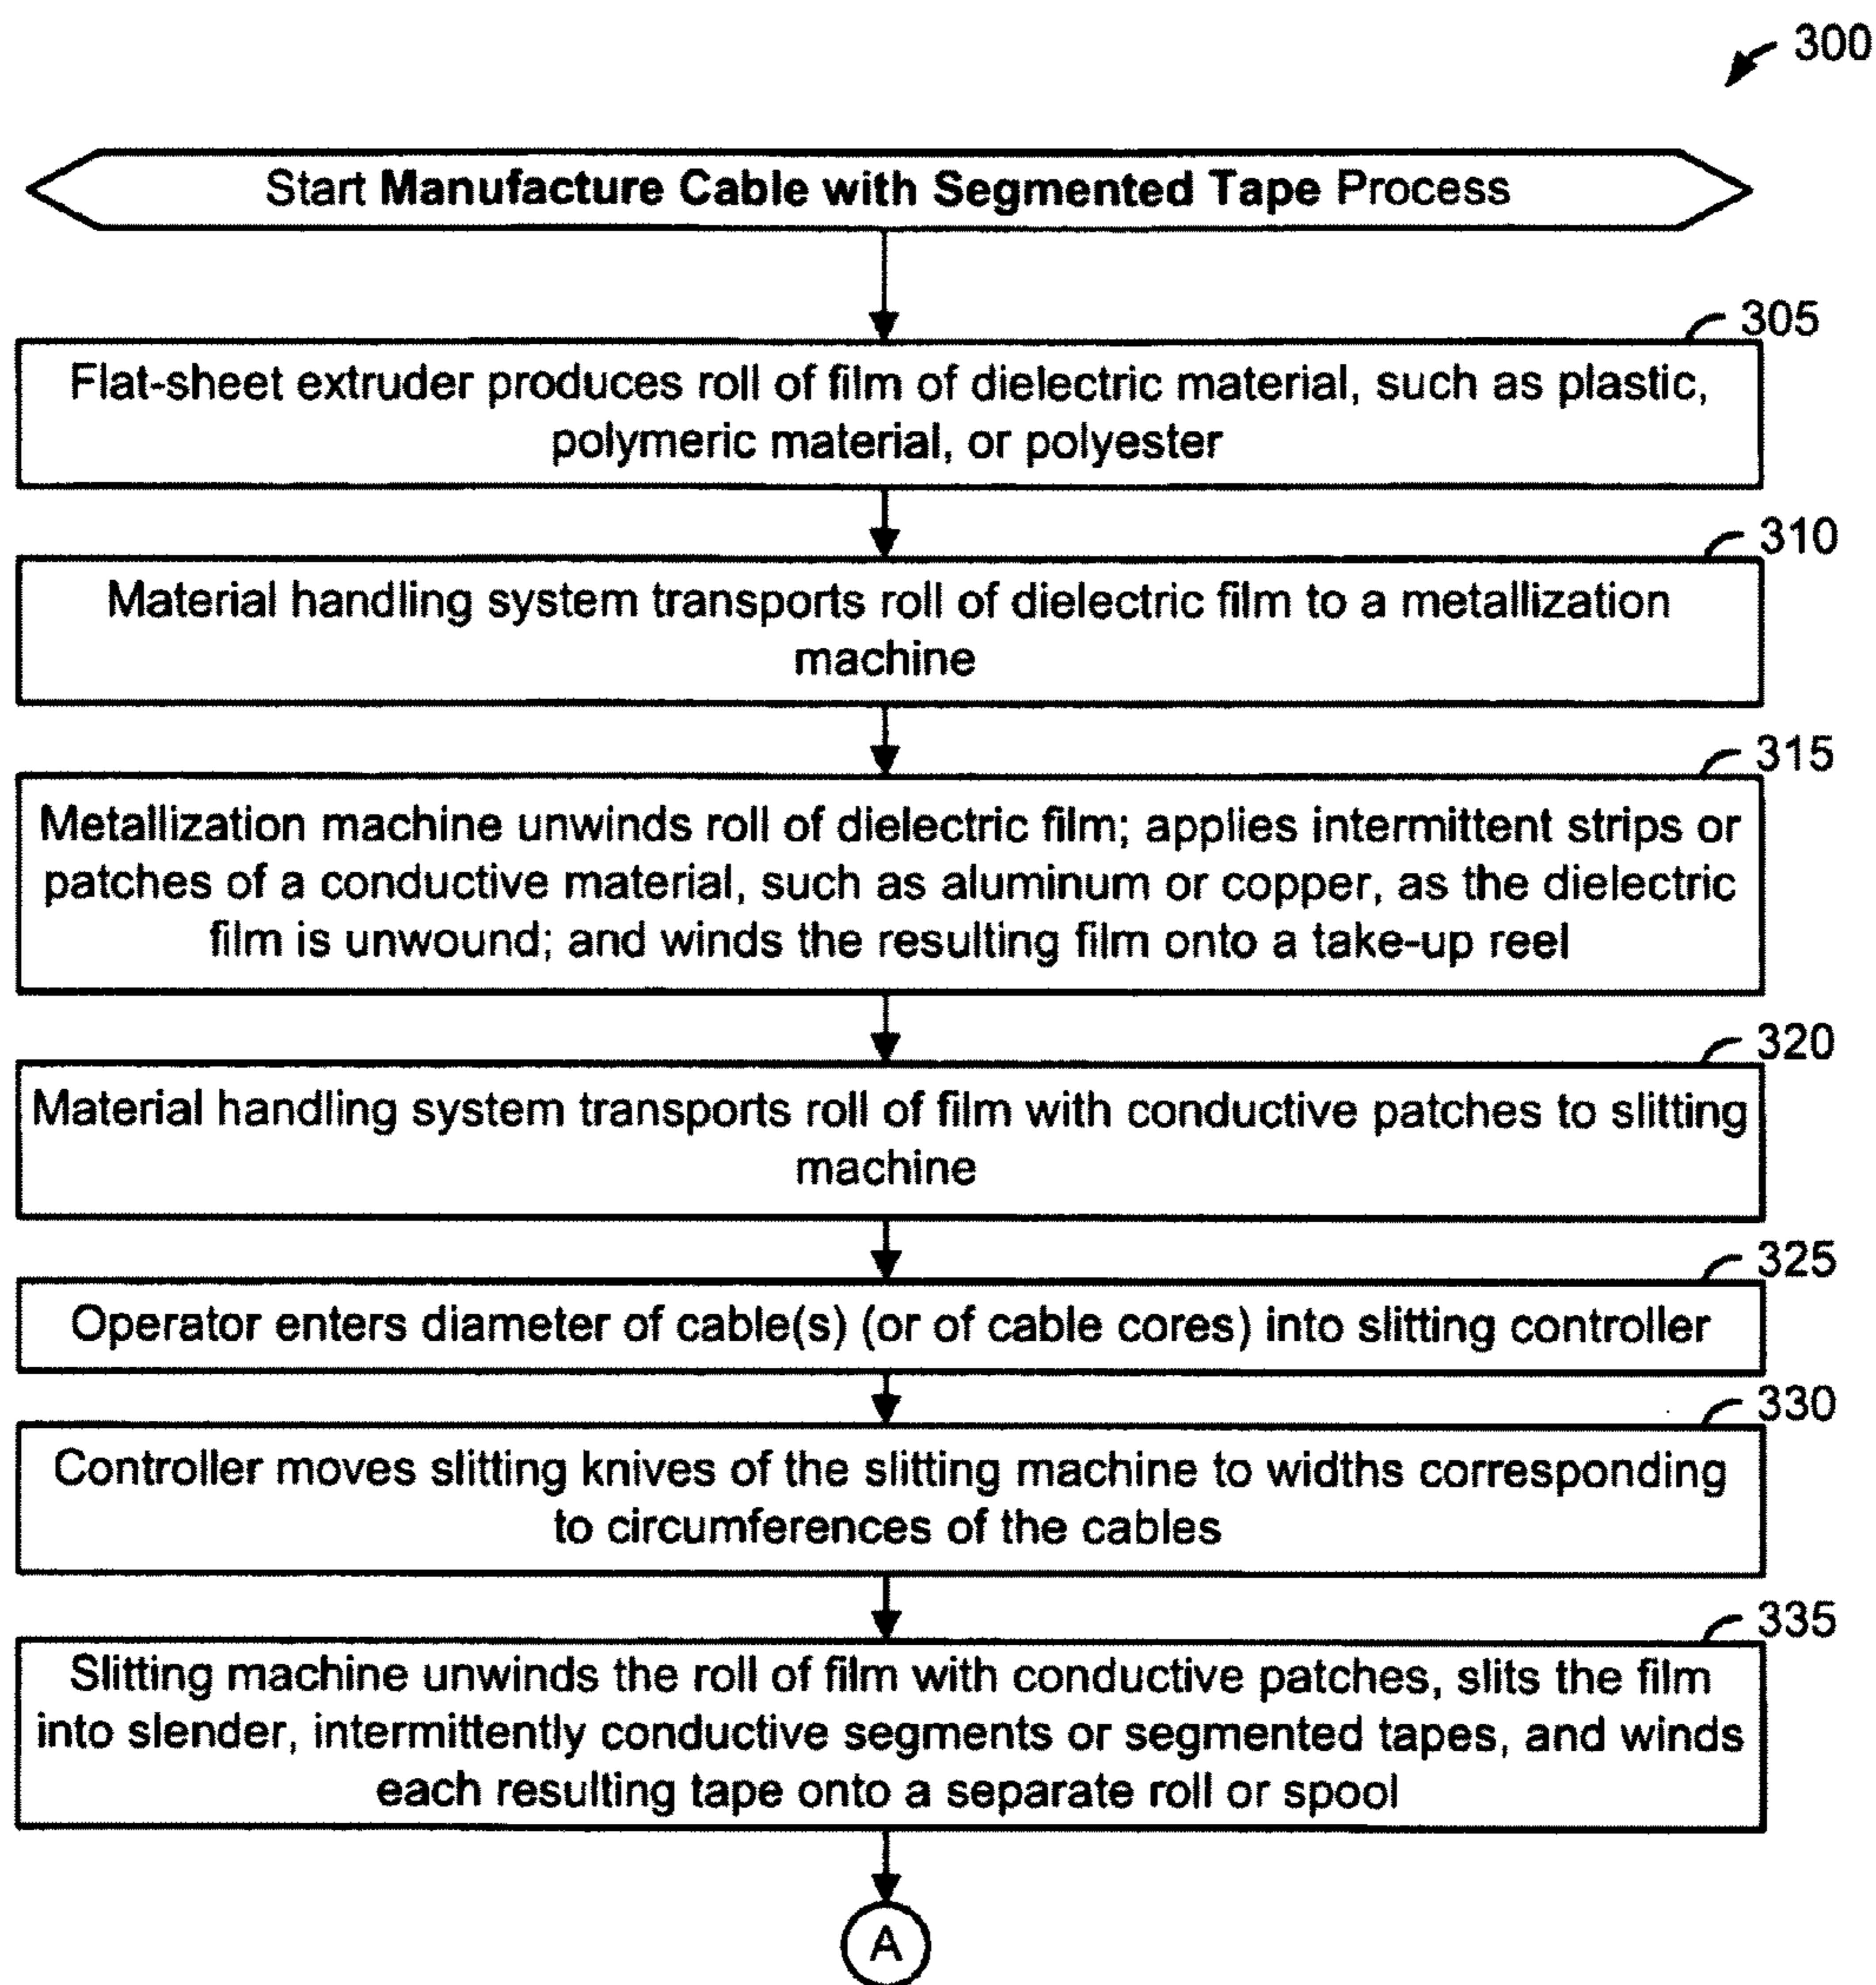 300
Start Manufacture Cable with Segmented Tape Process
305
Flat-sheet extruder produces roll of film of dielectric material, such as plastic,
polymeric material, or polyester
310
Material handling system transports roll of dielectric film to a metallization
machine
315
Metallization machine unwinds roll of dielectric film; applies intermittent strips or
patches of a conductive material, such as aluminum or copper, as the dielectric
film is unwound; and winds the resulting film onto a take-up reel
320
Material handling system transports roll of film with conductive patches to slitting
machine
325
Operator enters diameter of cable(s) (or of cable cores) into slitting controller
330
Controller moves slitting knives of the slitting machine to widths corresponding
to circumferences of the cables
335
Slitting machine unwinds the roll of film with conductive patches, slits the film
into slender, intermittently conductive segments or segmented tapes, and winds
each resulting tape onto a separate roll or spool
A